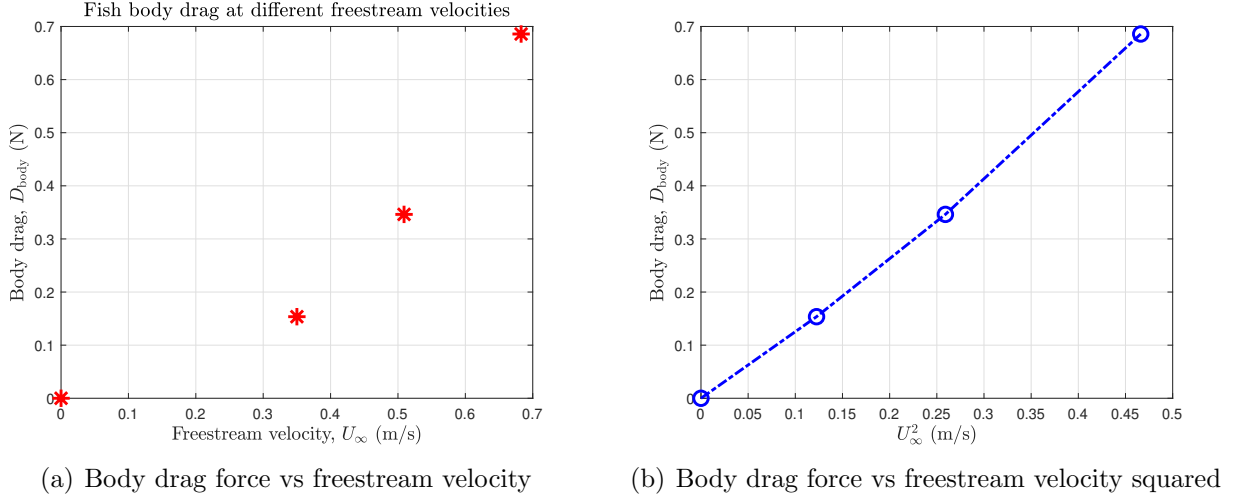 Fish body drag at different freestream velocities
Body drag, D_body (N)
0.7
0.6
0.5
0.4
0.3
0.2
0.1
0
0 0.1 0.2 0.3 0.4 0.5 0.6 0.7
Freestream velocity, U_∞ (m/s)
(a) Body drag force vs freestream velocity
Body drag, D_body (N)
0.7
0.6
0.5
0.4
0.3
0.2
0.1
0
0 0.05 0.1 0.15 0.2 0.25 0.3 0.35 0.4 0.45 0.5
U²_∞ (m/s)
(b) Body drag force vs freestream velocity squared